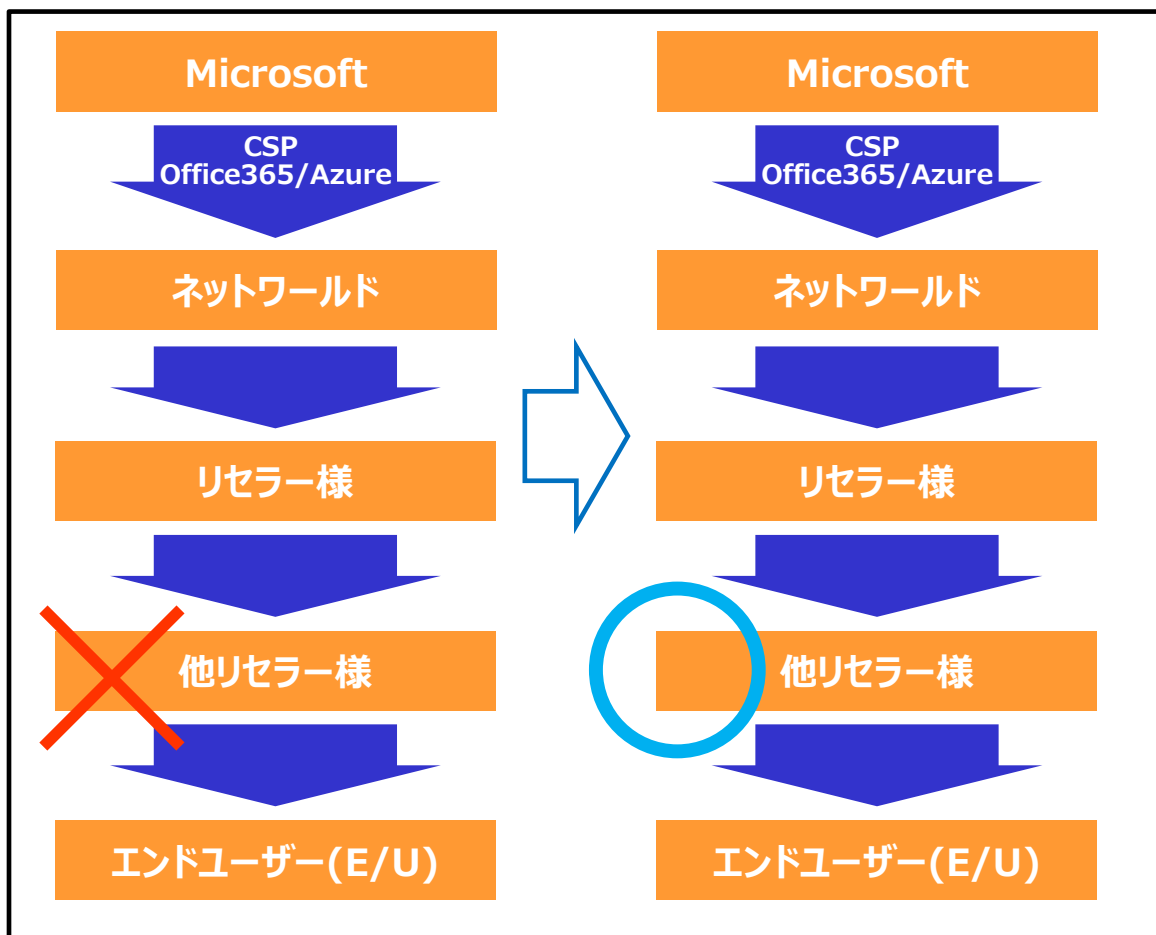 Microsoft
CSP
Office365/Azure
ネットワールド
リセラー様
他リセラー様
エンドユーザー(E/U)
Microsoft
CSP
Office365/Azure
ネットワールド
リセラー様
他リセラー様
エンドユーザー(E/U)